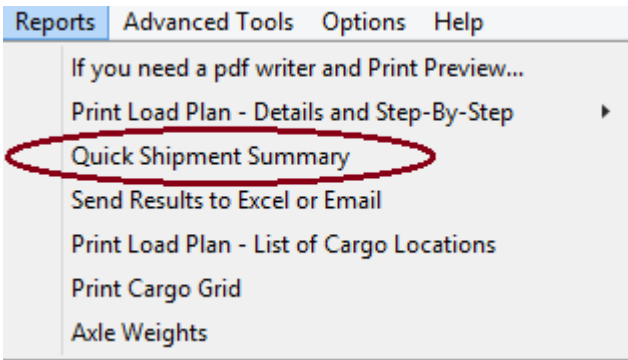 Reports Advanced Tools Options Help
If you need a pdf writer and Print Preview...
Print Load Plan - Details and Step-By-Step
Quick Shipment Summary
Send Results to Excel or Email
Print Load Plan - List of Cargo Locations
Print Cargo Grid
Axle Weights